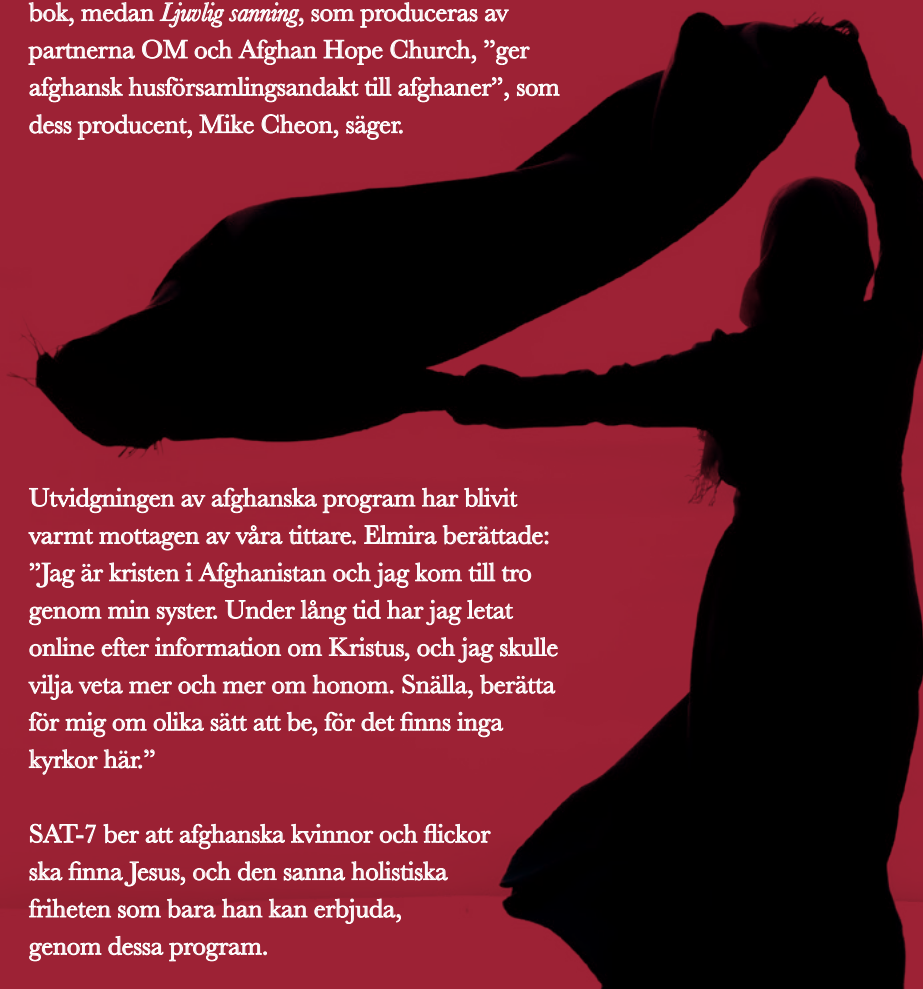 bok, medan Ljuvlig sanning, som produceras av
partnerna OM och Afghan Hope Church, ”ger
afghansk husförsamlingsandakt till afghaner”, som
dess producent, Mike Cheon, säger.
Utvidgningen av afghanska program har blivit
varmt mottagen av våra tittare. Elmira berättade:
”Jag är kristen i Afghanistan och jag kom till tro
genom min syster. Under lång tid har jag letat
online efter information om Kristus, och jag skulle
vilja veta mer och mer om honom. Snälla, berätta
för mig om olika sätt att be, för det finns inga
kyrkor här.”
SAT-7 ber att afghanska kvinnor och flickor
ska finna Jesus, och den sanna holistiska
friheten som bara han kan erbjuda,
genom dessa program.